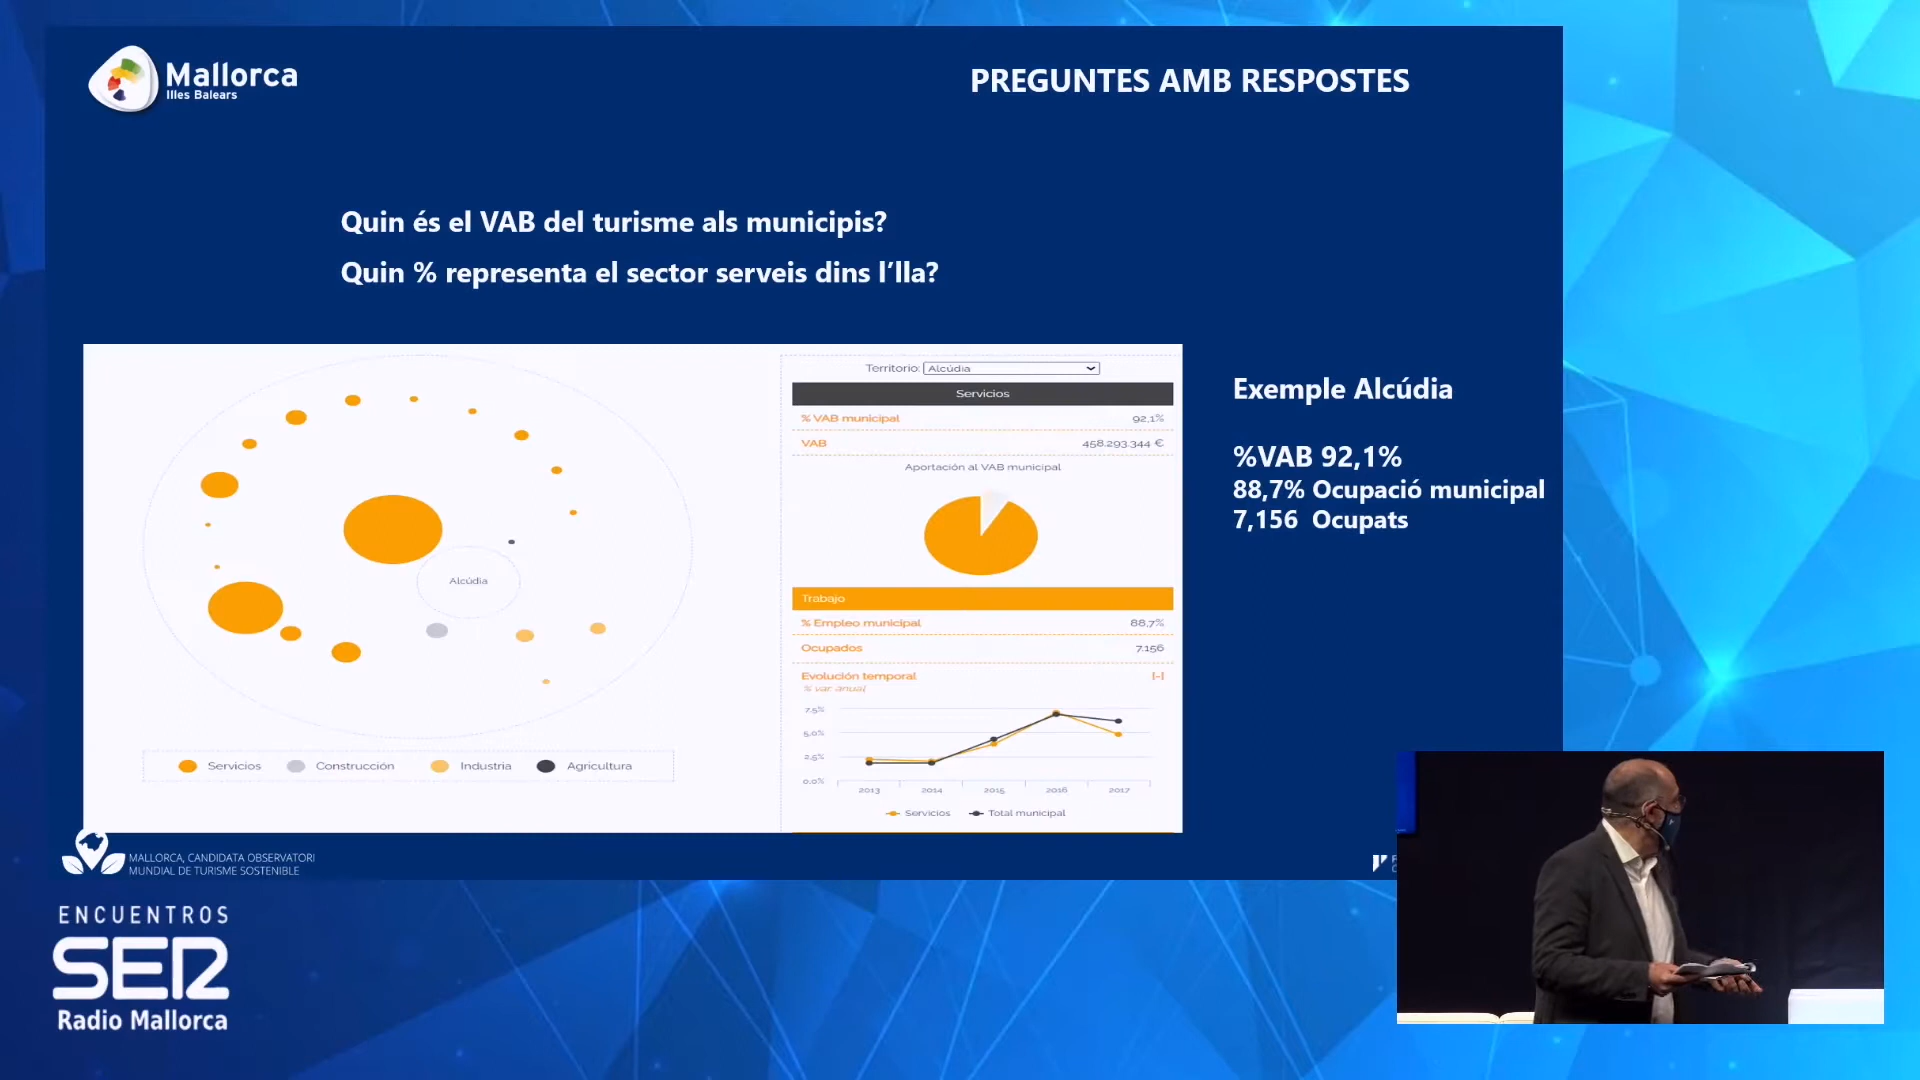 Mallorca
Illes Balears
PREGUNTES AMB RESPOSTES
Quin és el VAB del turisme als municipis?
Quin % representa el sector serveis dins l’lla?
Alcúdia
Servicios
Construcción
Industria
Agricultura
Territorio: Alcúdia
Servicios
% VAB municipal 92,1%
VAB 458.293.344 €
Aportación al VAB municipal
Trabajo
% Empleo municipal 88,7%
Ocupados 7.156
Evolución temporal [-]
% var. anual
7.5%
5.0%
2.5%
0.0%
2013 2014 2015 2016 2017
Servicios Total municipal
Exemple Alcúdia
%VAB 92,1%
88,7% Ocupació municipal
7,156 Ocupats
MALLORCA, CANDIDATA OBSERVATORI
MUNDIAL DE TURISME SOSTENIBLE
ENCUENTROS
SER
Radio Mallorca